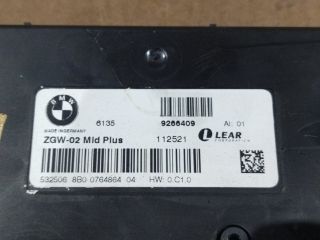 BMW
6135 9266409 AI: 01
MADE IN GERMANY
ZGW-02 Mid Plus 112521 LEAR
CORPORATION
532506 8B0 0764864 04 HW: 0.C1.0